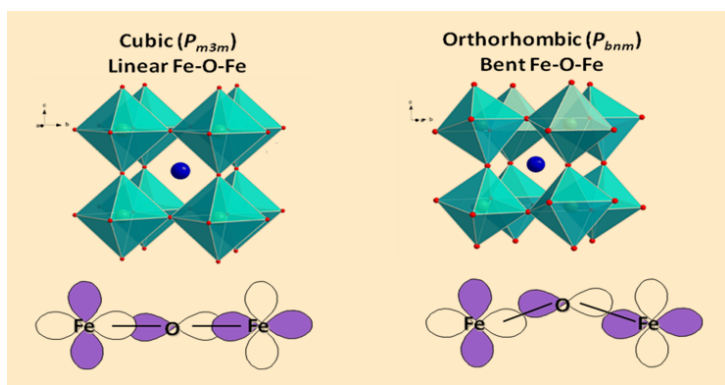 Cubic (Pm3m)
Linear Fe-O-Fe
Orthorhombic (Pbnm)
Bent Fe-O-Fe
c
a
b
c
b
Fe
O
Fe
Fe
O
Fe